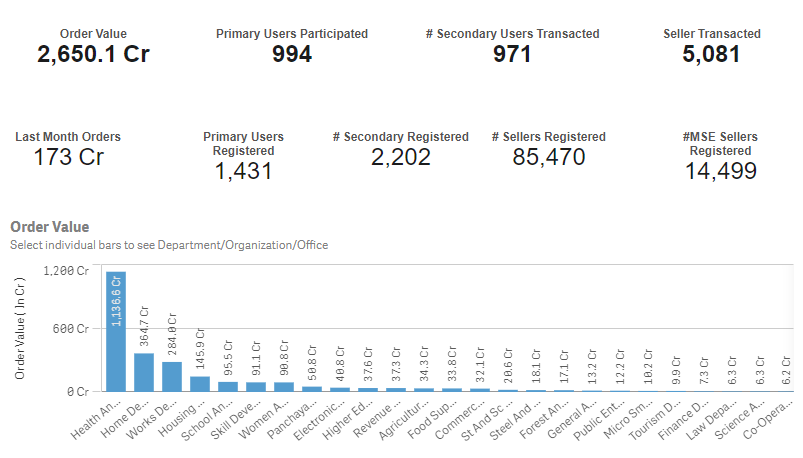 Order Value
2,650.1 Cr
Primary Users Participated
994
# Secondary Users Transacted
971
Seller Transacted
5,081
Last Month Orders
173 Cr
Primary Users
Registered
1,431
# Secondary Registered
2,202
# Sellers Registered
85,470
#MSE Sellers
Registered
14,499
Order Value
Select individual bars to see Department/Organization/Office
Order Value ( In Cr )
1,200 Cr
600 Cr
0 Cr
1,136.6 Cr
364.7 Cr
284.0 Cr
145.9 Cr
95.5 Cr
91.1 Cr
90.8 Cr
50.8 Cr
40.8 Cr
37.6 Cr
37.3 Cr
34.3 Cr
33.8 Cr
32.1 Cr
20.6 Cr
18.1 Cr
17.1 Cr
13.2 Cr
12.2 Cr
10.2 Cr
9.9 Cr
7.3 Cr
6.3 Cr
6.3 Cr
6.2 Cr
Health An...
Home De...
Works De...
Housing ...
School An...
Skill Deve...
Women A...
Panchaya...
Electronic...
Higher Ed...
Revenue ...
Agricultur...
Food Sup...
Commerc...
St And Sc...
Steel And ...
Forest An...
General A...
Public Ent...
Micro Sm...
Tourism D...
Finance D...
Law Depa...
Science A...
Co-Opera...